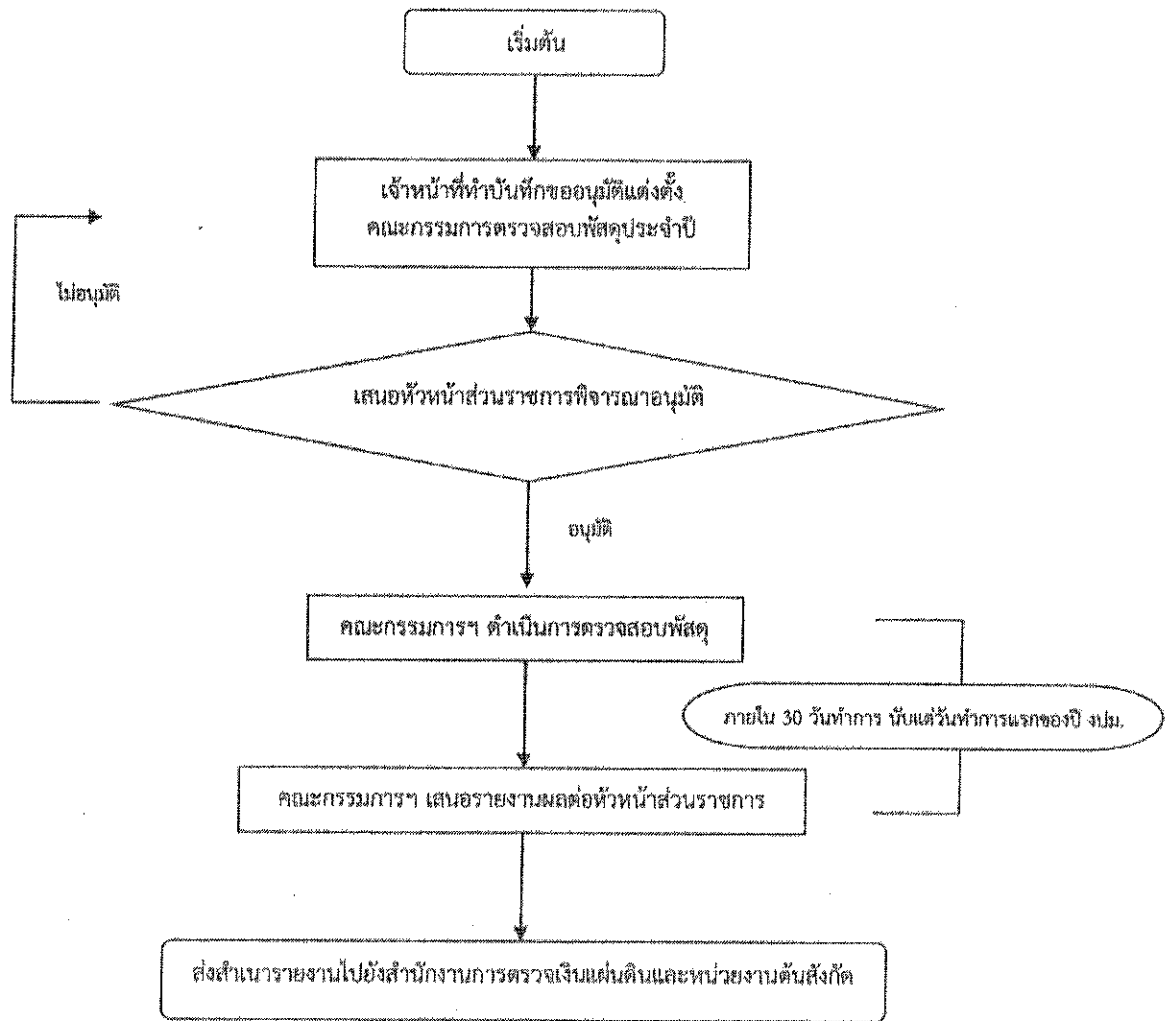 เริ่มต้น
เจ้าหน้าที่ทำบันทึกขออนุมัติแต่งตั้ง
คณะกรรมการตรวจสอบพัสดุประจำปี
ไม่อนุมัติ
เสนอหัวหน้าส่วนราชการพิจารณาอนุมัติ
อนุมัติ
คณะกรรมการฯ ดำเนินการตรวจสอบพัสดุ
ภายใน 30 วันทำการ นับแต่วันทำการแรกของปี งปม.
คณะกรรมการฯ เสนอรายงานผลต่อหัวหน้าส่วนราชการ
ส่งสำเนารายงานไปยังสำนักงานการตรวจเงินแผ่นดินและหน่วยงานต้นสังกัด